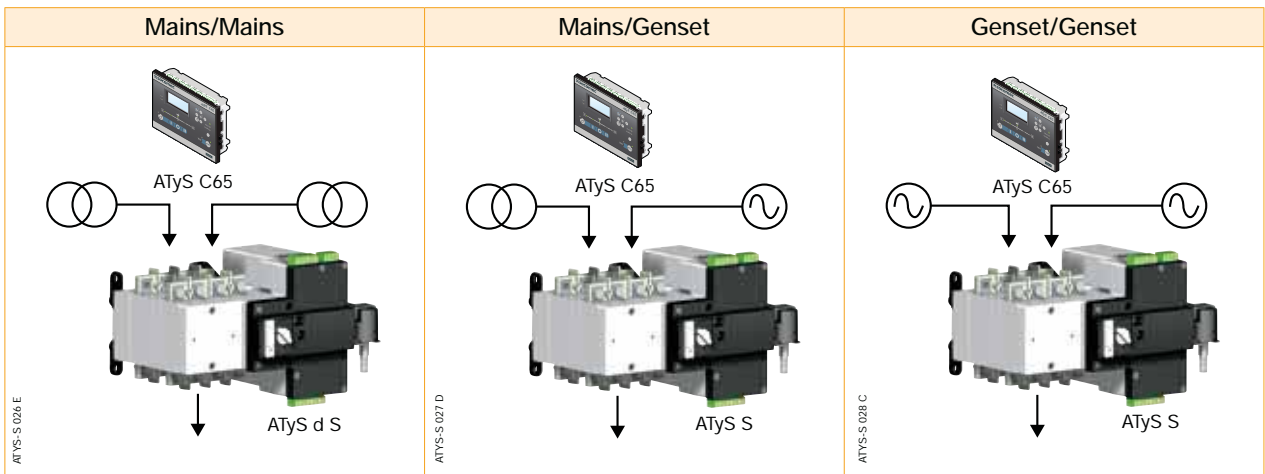 Mains/Mains
Mains/Genset
Genset/Genset
ATyS C65
ATyS C65
ATyS C65
ATyS d S
ATyS S
ATyS S
ATYS-S 026 E
ATYS-S 027 D
ATYS-S 028 C